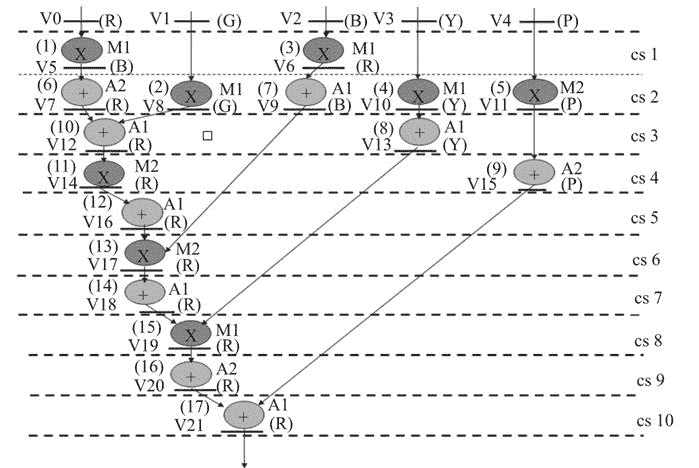 V0 (R) V1 (G) V2 (B) V3 (Y) V4 (P)
(1) X M1 (3) X M1 cs 1
V5 (B) V6 (R)
(6) + A2 (2) X M1 (7) + A1 (4) X M1 (5) X M2 cs 2
V7 (R) V8 (G) V9 (B) V10 (Y) V11 (P)
(10) + A1 (8) + A1 cs 3
V12 (R) V13 (Y)
(11) X M2 (9) + A2 cs 4
V14 (R) V15 (P)
(12) + A1 cs 5
V16 (R)
(13) X M2 cs 6
V17 (R)
(14) + A1 cs 7
V18 (R)
(15) X M1 cs 8
V19 (R)
(16) + A2 cs 9
V20 (R)
(17) + A1 cs 10
V21 (R)